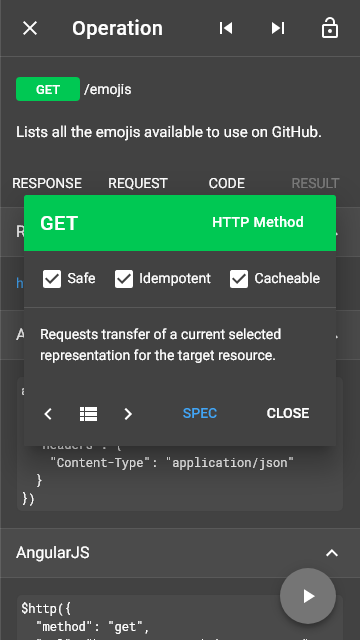 Operation
GET /emojis
Lists all the emojis available to use on GitHub.
RESPONSE REQUEST CODE RESULT
GET HTTP Method
Safe Idempotent Cacheable
Requests transfer of a current selected
representation for the target resource.
SPEC CLOSE
"headers": {
"Content-Type": "application/json"
}
})
AngularJS
$http({
"method": "get",